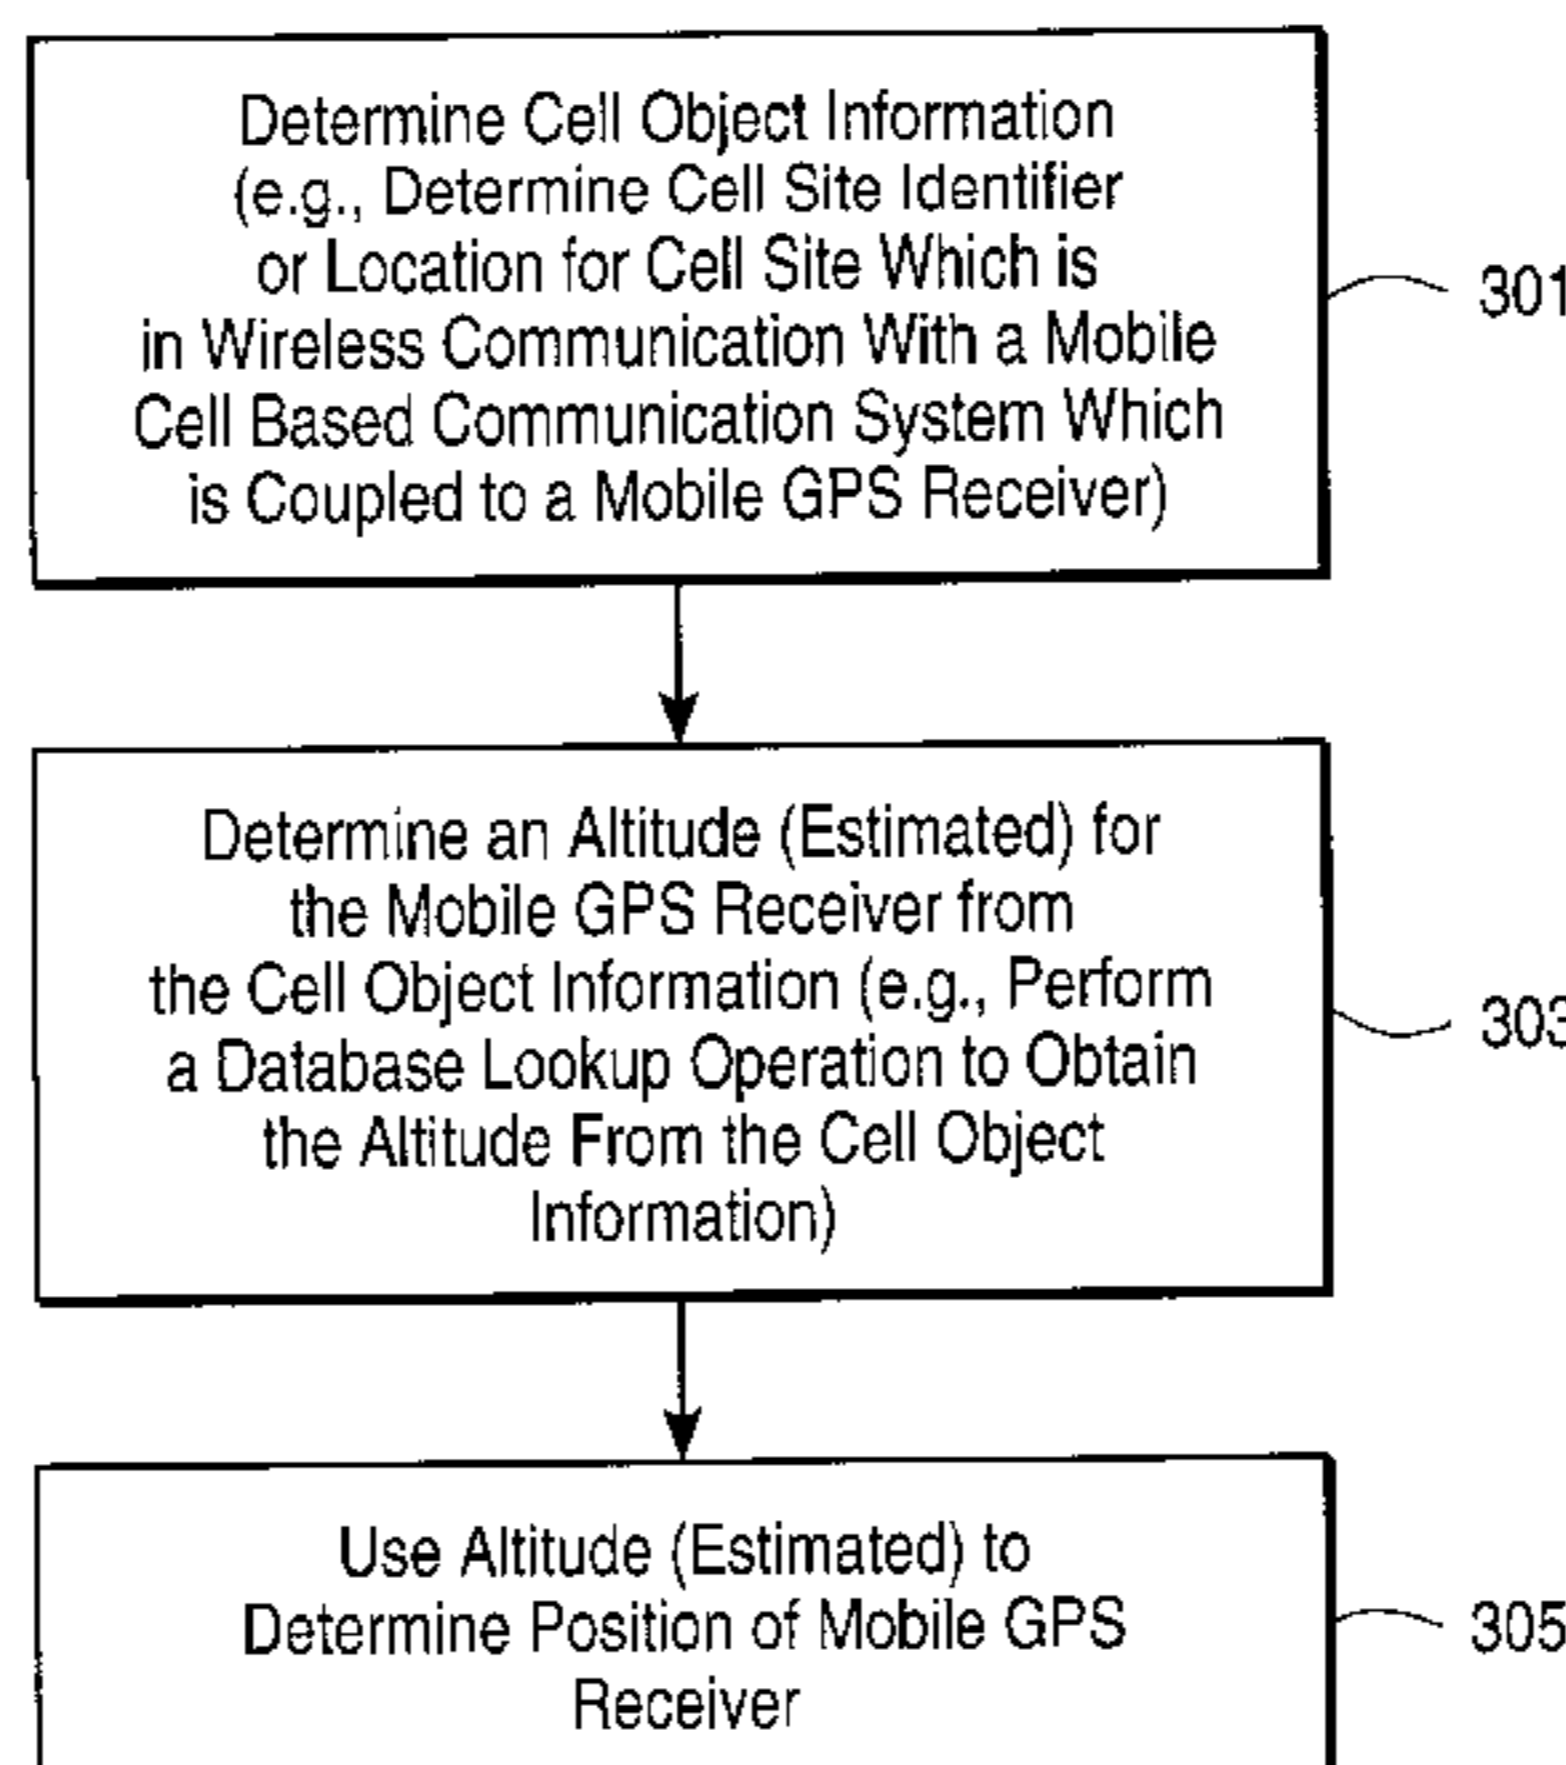 Determine Cell Object Information
(e.g., Determine Cell Site Identifier
or Location for Cell Site Which is
in Wireless Communication With a Mobile
Cell Based Communication System Which
is Coupled to a Mobile GPS Receiver)
301
Determine an Altitude (Estimated) for
the Mobile GPS Receiver from
the Cell Object Information (e.g., Perform
a Database Lookup Operation to Obtain
the Altitude From the Cell Object
Information)
303
Use Altitude (Estimated) to
Determine Position of Mobile GPS
Receiver
305